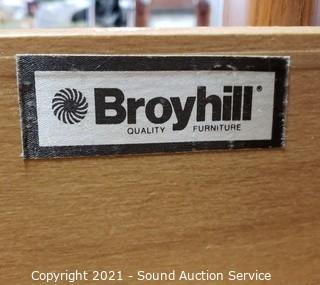 Broyhill®
QUALITY FURNITURE
Copyright 2021 - Sound Auction Service